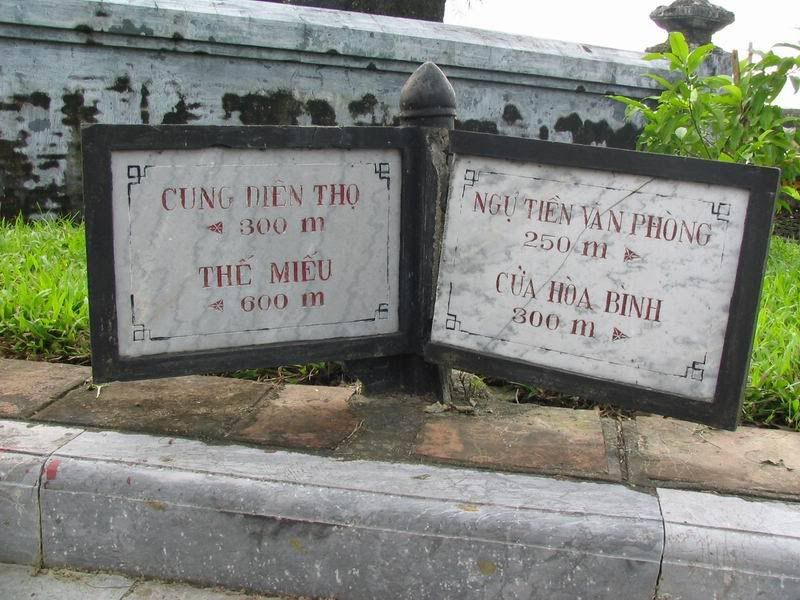 CUNG DIÊN THỌ
300 m
THẾ MIẾU
600 m
NGỰ TIỀN VĂN PHÒNG
250 m
CỬA HÒA BÌNH
300 m